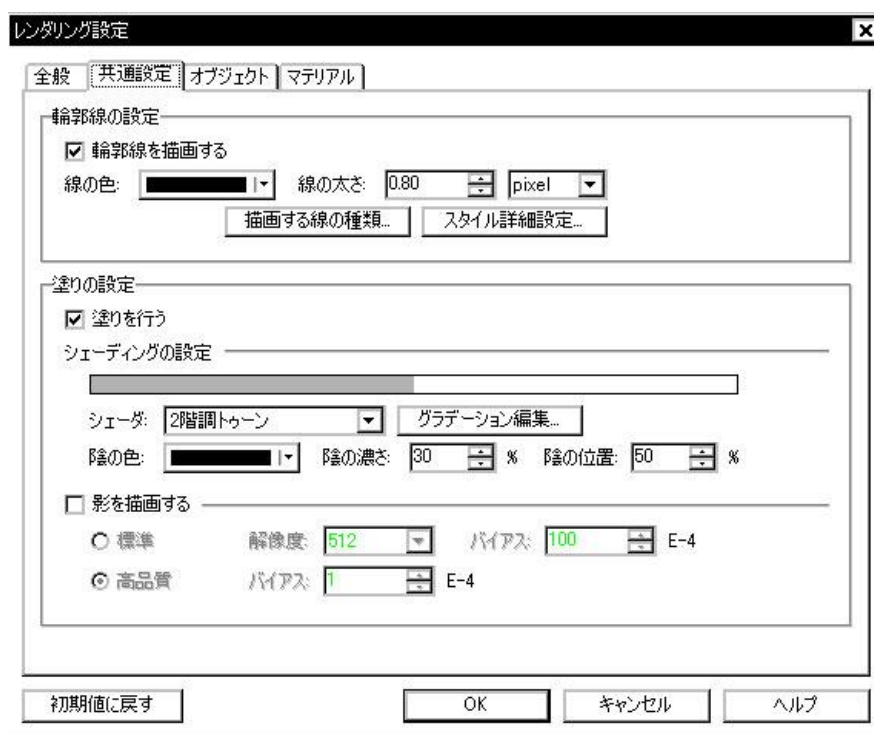 レンダリング設定
全般 共通設定 オブジェクト マテリアル
輪郭線の設定
輪郭線を描画する
線の色: 線の太さ: 0.80 pixel
描画する線の種類... スタイル詳細設定...
塗りの設定
塗りを行う
シェーディングの設定
シェーダ: 2階調トゥーン グラデーション編集...
陰の色: 陰の濃さ: 30 % 陰の位置: 50 %
影を描画する
標準 解像度: 512 バイアス: 100 E-4
高品質 バイアス: 1 E-4
初期値に戻す OK キャンセル ヘルプ